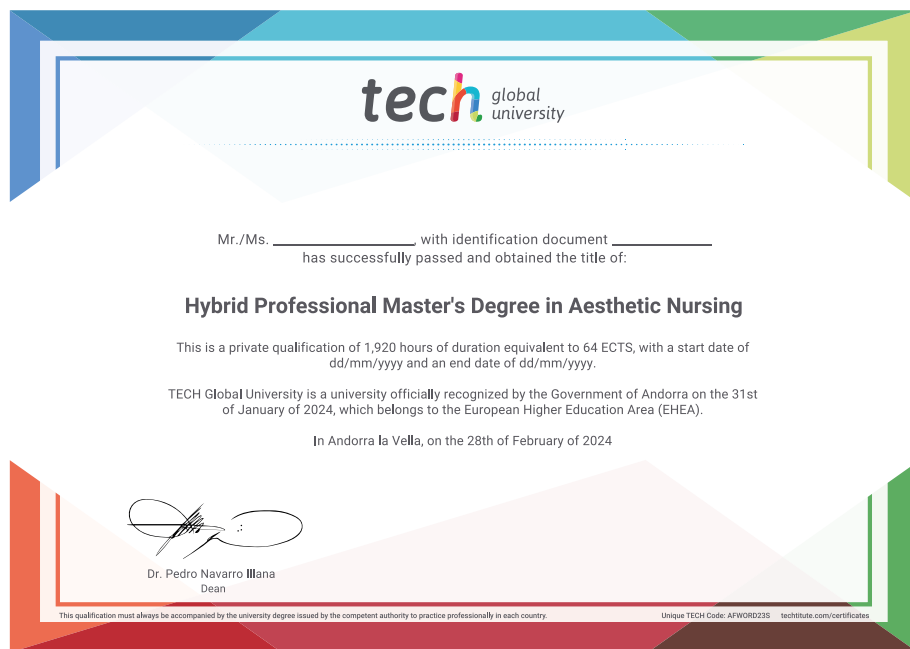 tech global
university
Mr./Ms. ____________, with identification document ____________
has successfully passed and obtained the title of:
Hybrid Professional Master's Degree in Aesthetic Nursing
This is a private qualification of 1,920 hours of duration equivalent to 64 ECTS, with a start date of
dd/mm/yyyy and an end date of dd/mm/yyyy.
TECH Global University is a university officially recognized by the Government of Andorra on the 31st
of January of 2024, which belongs to the European Higher Education Area (EHEA).
In Andorra la Vella, on the 28th of February of 2024
Dr. Pedro Navarro Illana
Dean
This qualification must always be accompanied by the university degree issued by the competent authority to practice professionally in each country.
Unique TECH Code: AFWORD23S techtitute.com/certificates